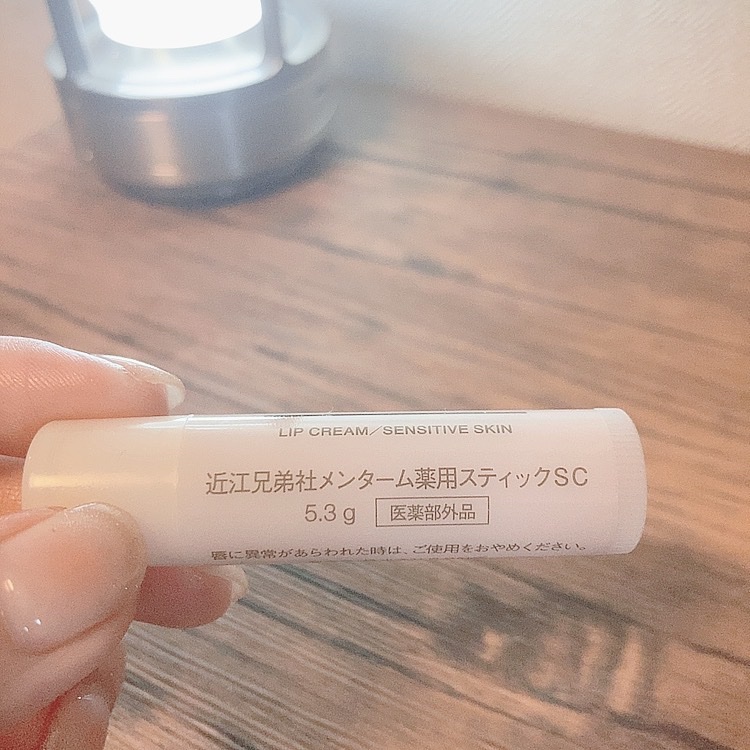 LIP CREAM/SENSITIVE SKIN
近江兄弟社メンターム薬用スティックSC
5.3g 医薬部外品
唇に異常があらわれた時は、ご使用をおやめください。